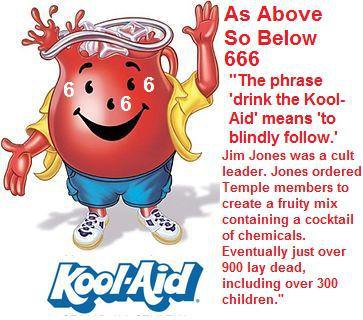 As Above
So Below
666
"The phrase
'drink the Kool-
Aid' means 'to
blindly follow.'
Jim Jones was a cult
leader. Jones ordered
Temple members to
create a fruity mix
containing a cocktail
of chemicals.
Eventually just over
900 lay dead,
including over 300
children."
6
6
6
Kool-Aid